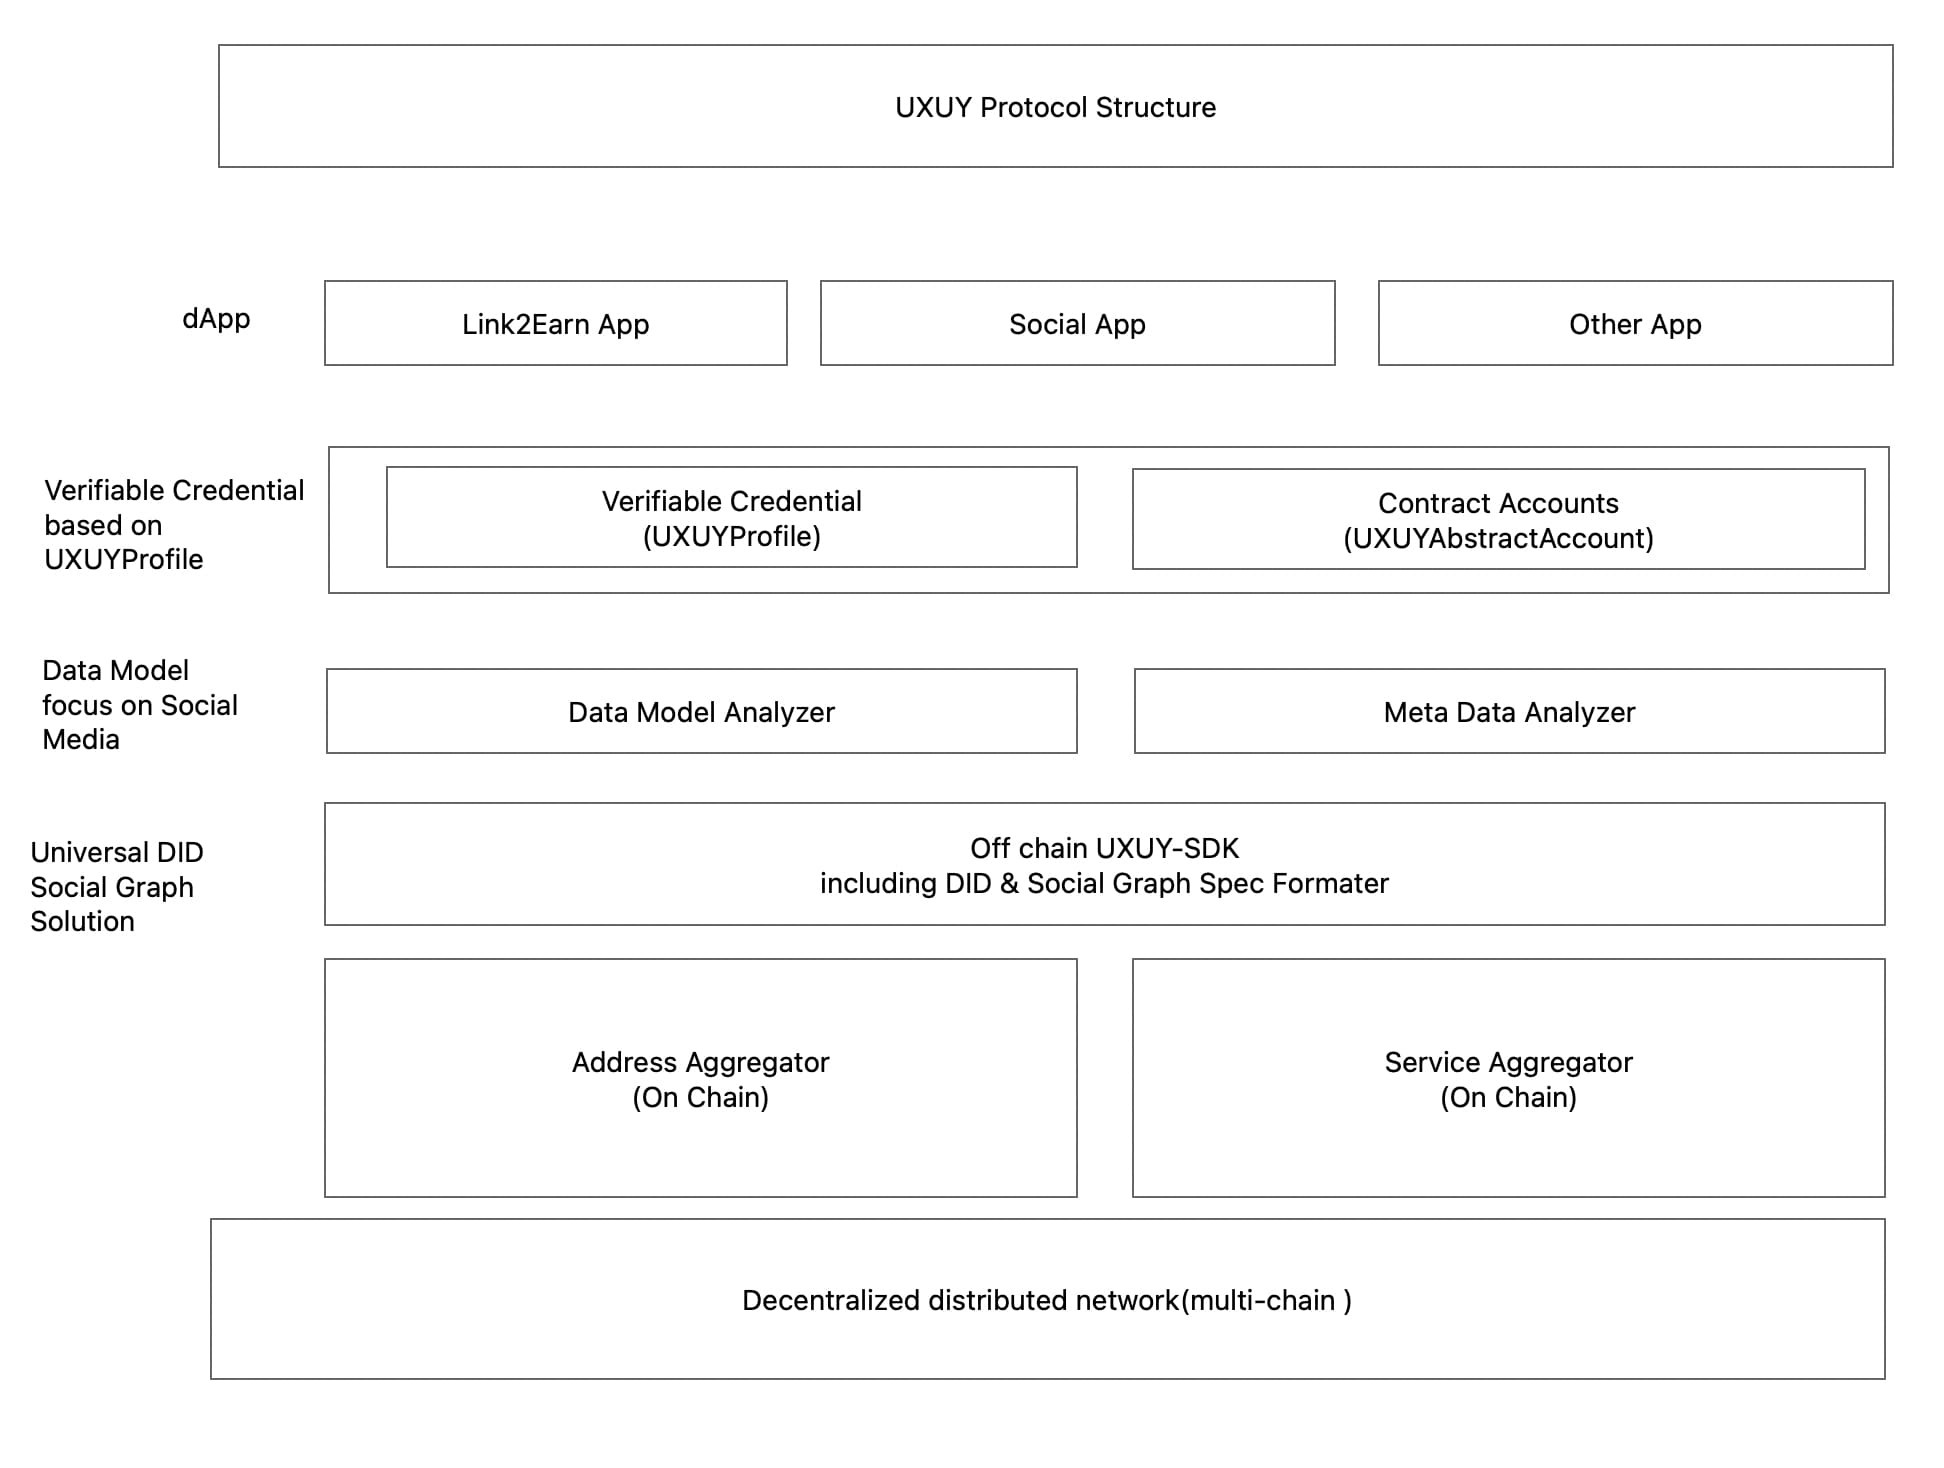 UXUY Protocol Structure
dApp
Link2Earn App
Social App
Other App
Verifiable Credential
based on
UXUYProfile
Verifiable Credential
(UXUYProfile)
Contract Accounts
(UXUYAbstractAccount)
Data Model
focus on Social
Media
Data Model Analyzer
Meta Data Analyzer
Universal DID
Social Graph
Solution
Off chain UXUY-SDK
including DID & Social Graph Spec Formater
Address Aggregator
(On Chain)
Service Aggregator
(On Chain)
Decentralized distributed network(multi-chain )